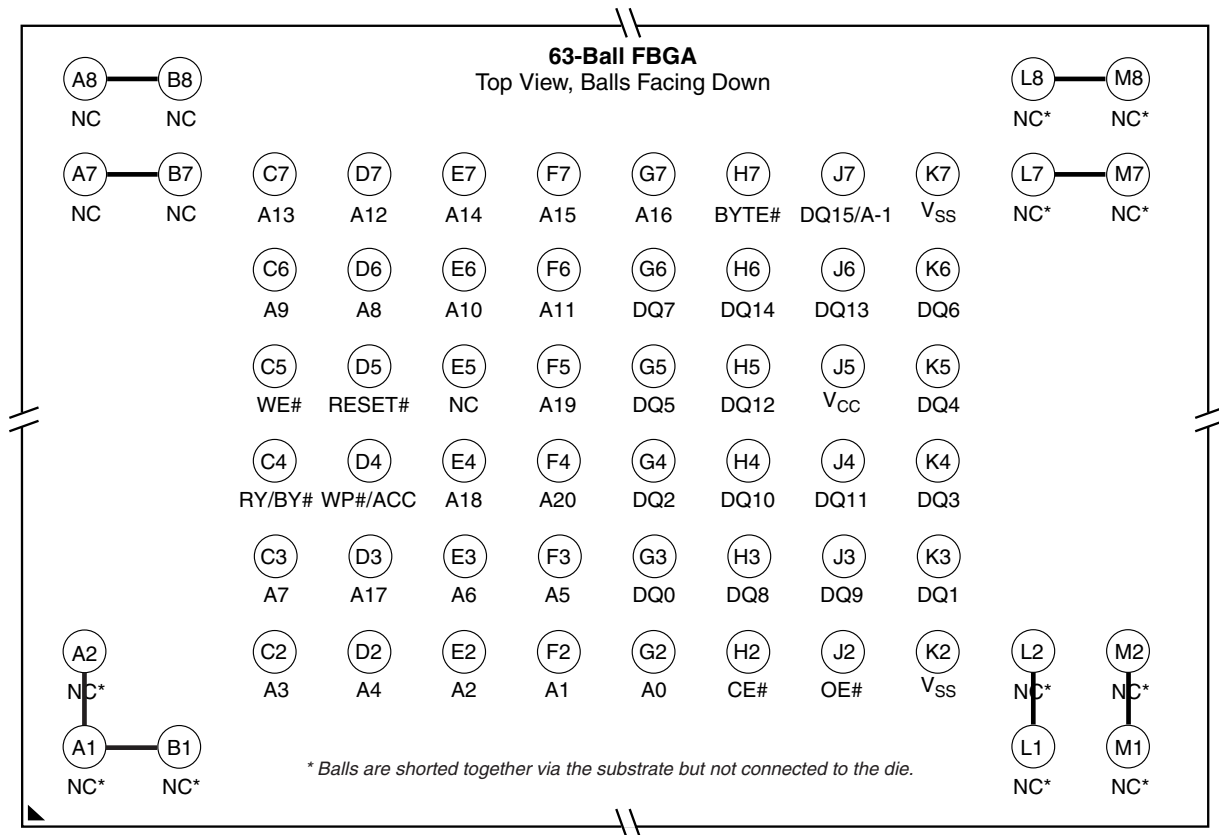 63-Ball FBGA
Top View, Balls Facing Down
A8 B8 L8 M8
NC NC NC* NC*
A7 B7 C7 D7 E7 F7 G7 H7 J7 K7 L7 M7
NC NC A13 A12 A14 A15 A16 BYTE# DQ15/A-1 VSS NC* NC*
C6 D6 E6 F6 G6 H6 J6 K6
A9 A8 A10 A11 DQ7 DQ14 DQ13 DQ6
C5 D5 E5 F5 G5 H5 J5 K5
WE# RESET# NC A19 DQ5 DQ12 VCC DQ4
C4 D4 E4 F4 G4 H4 J4 K4
RY/BY# WP#/ACC A18 A20 DQ2 DQ10 DQ11 DQ3
C3 D3 E3 F3 G3 H3 J3 K3
A7 A17 A6 A5 DQ0 DQ8 DQ9 DQ1
A2 C2 D2 E2 F2 G2 H2 J2 K2 L2 M2
NC* A3 A4 A2 A1 A0 CE# OE# VSS NC* NC*
A1 B1 L1 M1
NC* NC* NC* NC*
* Balls are shorted together via the substrate but not connected to the die.